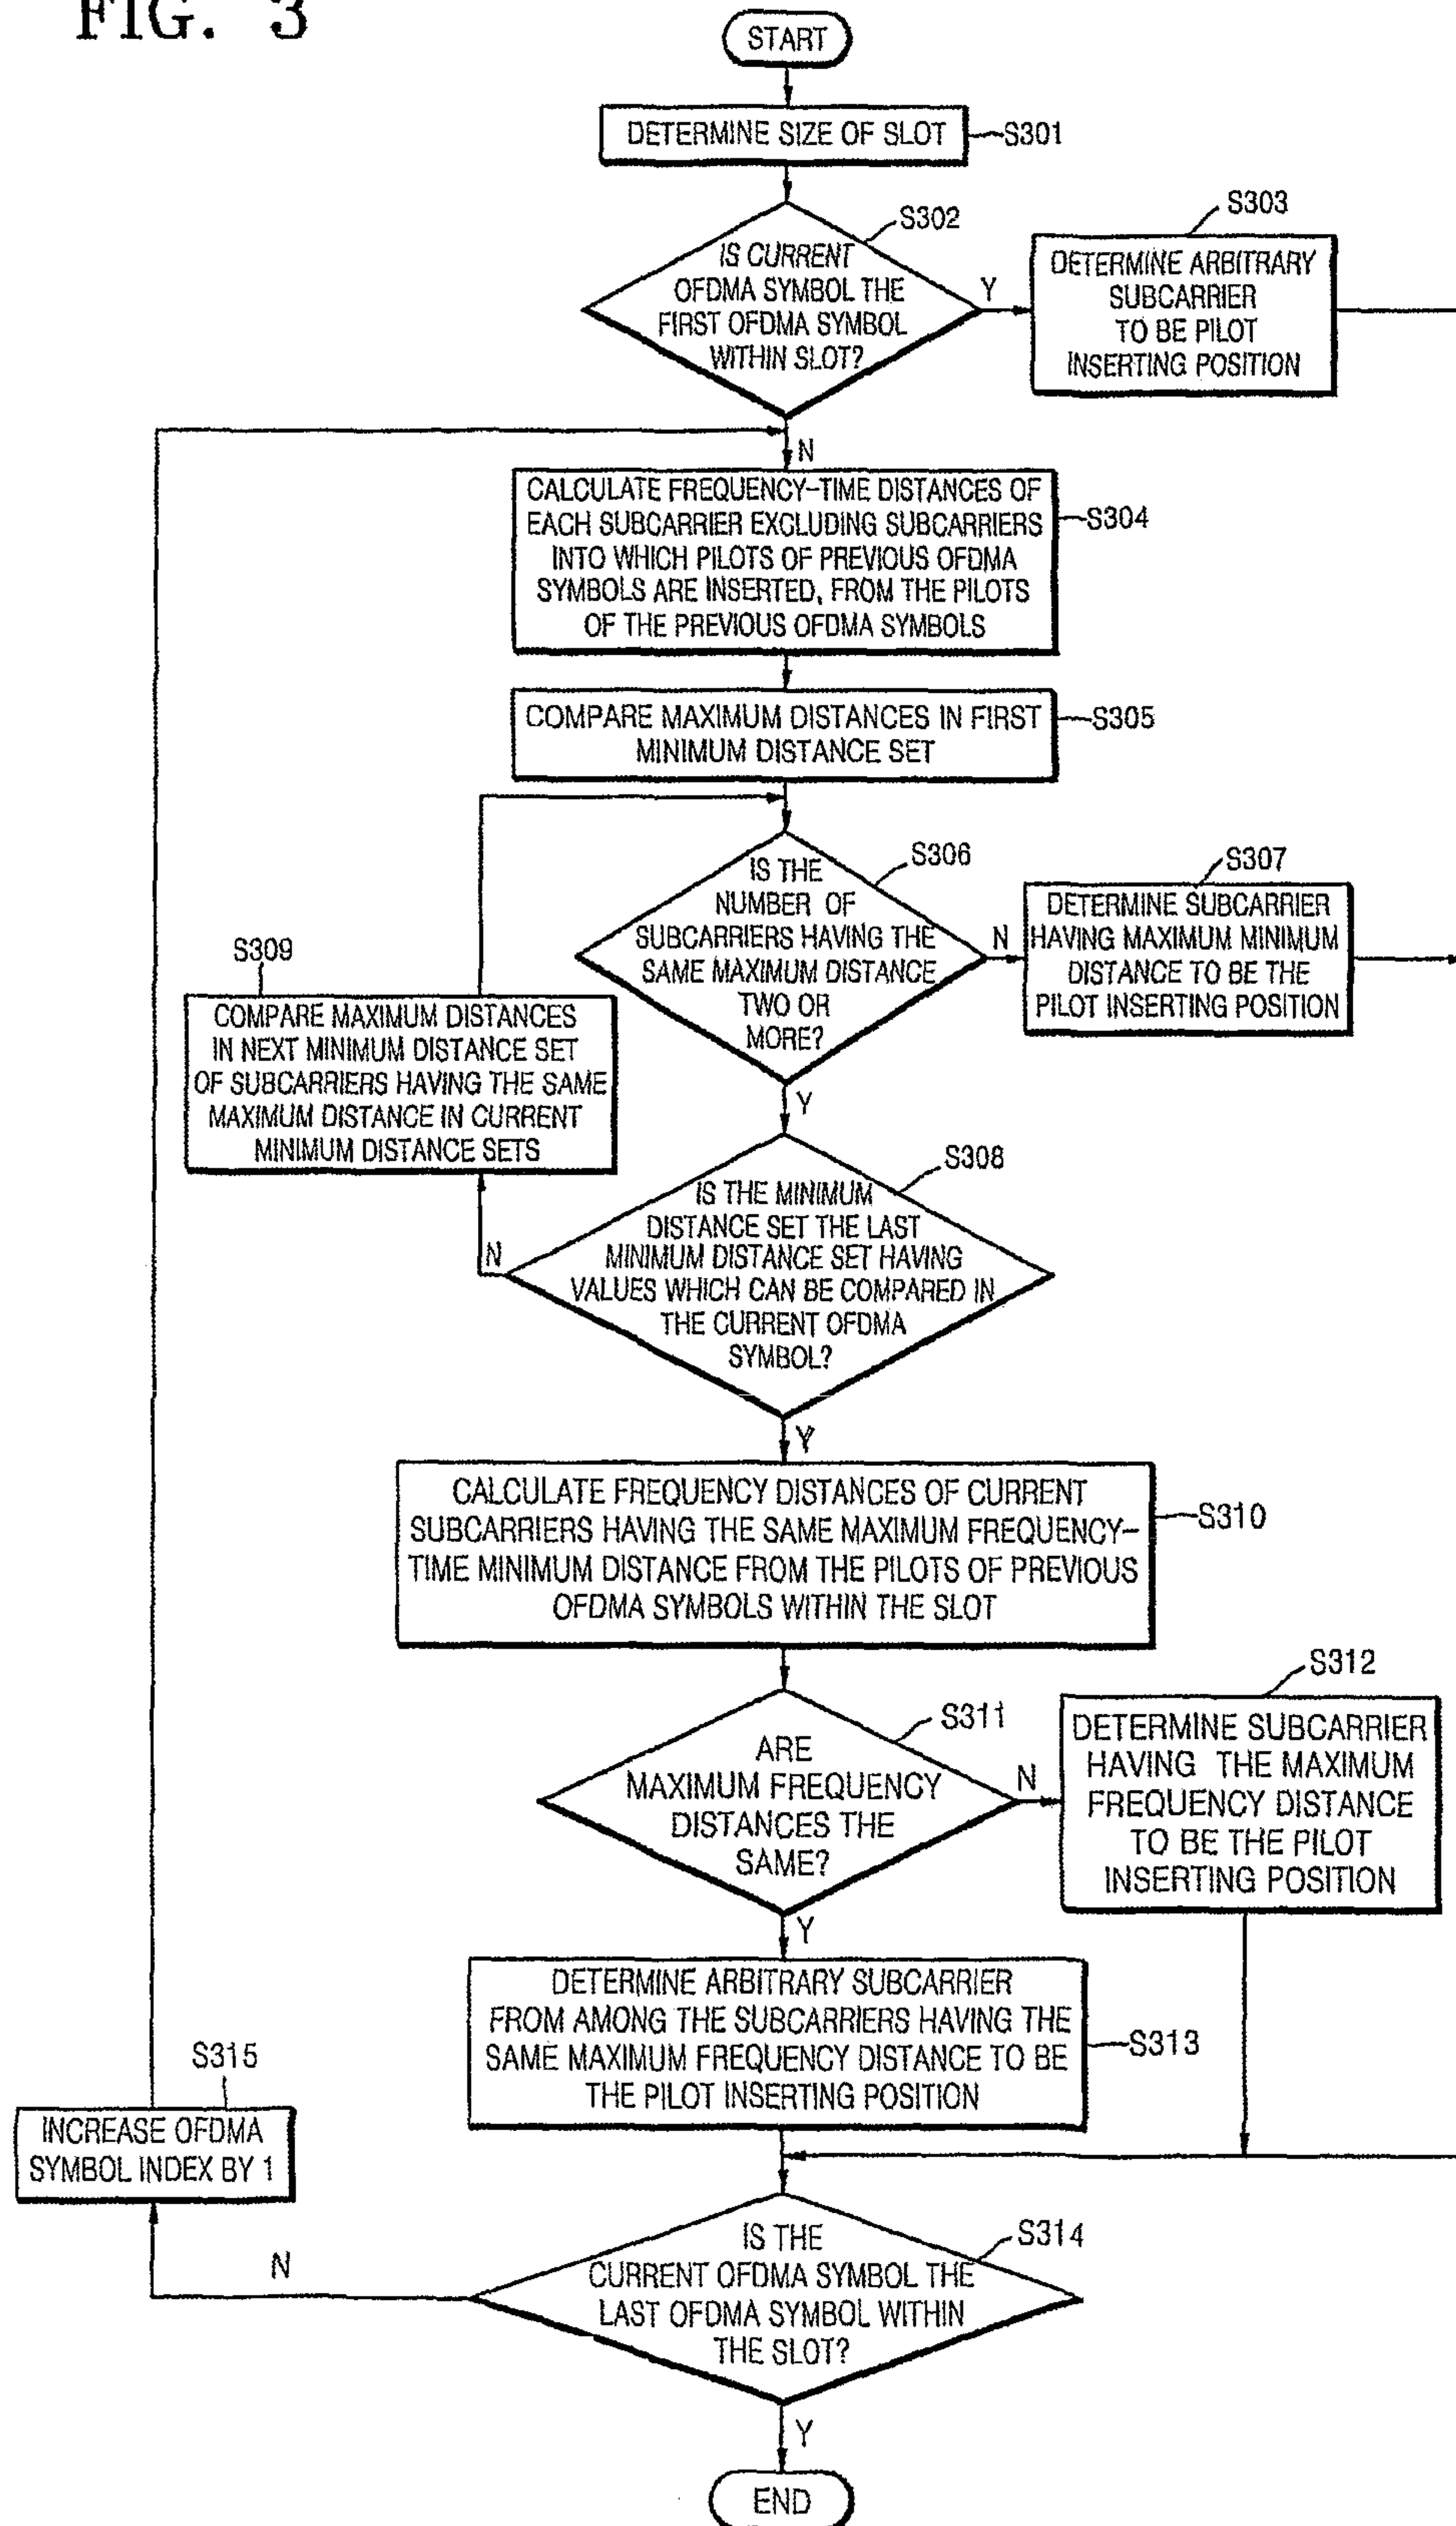 FIG. 3
START
DETERMINE SIZE OF SLOT
S301
S302
IS CURRENT
OFDMA SYMBOL THE
FIRST OFDMA SYMBOL
WITHIN SLOT?
Y
S303
DETERMINE ARBITRARY
SUBCARRIER
TO BE PILOT
INSERTING POSITION
N
CALCULATE FREQUENCY-TIME DISTANCES OF
EACH SUBCARRIER EXCLUDING SUBCARRIERS
INTO WHICH PILOTS OF PREVIOUS OFDMA
SYMBOLS ARE INSERTED, FROM THE PILOTS
OF THE PREVIOUS OFDMA SYMBOLS
S304
COMPARE MAXIMUM DISTANCES IN FIRST
MINIMUM DISTANCE SET
S305
S306
IS THE
NUMBER OF
SUBCARRIERS HAVING THE
SAME MAXIMUM DISTANCE
TWO OR
MORE?
N
S307
DETERMINE SUBCARRIER
HAVING MAXIMUM MINIMUM
DISTANCE TO BE THE
PILOT INSERTING POSITION
S309
COMPARE MAXIMUM DISTANCES
IN NEXT MINIMUM DISTANCE SET
OF SUBCARRIERS HAVING THE SAME
MAXIMUM DISTANCE IN CURRENT
MINIMUM DISTANCE SETS
Y
S308
IS THE MINIMUM
DISTANCE SET THE LAST
MINIMUM DISTANCE SET HAVING
VALUES WHICH CAN BE COMPARED IN
THE CURRENT OFDMA
SYMBOL?
N
Y
CALCULATE FREQUENCY DISTANCES OF CURRENT
SUBCARRIERS HAVING THE SAME MAXIMUM FREQUENCY-
TIME MINIMUM DISTANCE FROM THE PILOTS OF PREVIOUS
OFDMA SYMBOLS WITHIN THE SLOT
S310
S311
ARE
MAXIMUM FREQUENCY
DISTANCES THE
SAME?
N
S312
DETERMINE SUBCARRIER
HAVING THE MAXIMUM
FREQUENCY DISTANCE
TO BE THE PILOT
INSERTING POSITION
Y
DETERMINE ARBITRARY SUBCARRIER
FROM AMONG THE SUBCARRIERS HAVING THE
SAME MAXIMUM FREQUENCY DISTANCE TO BE
THE PILOT INSERTING POSITION
S313
S315
INCREASE OFDMA
SYMBOL INDEX BY 1
S314
IS THE
CURRENT OFDMA SYMBOL THE
LAST OFDMA SYMBOL WITHIN
THE SLOT?
N
Y
END